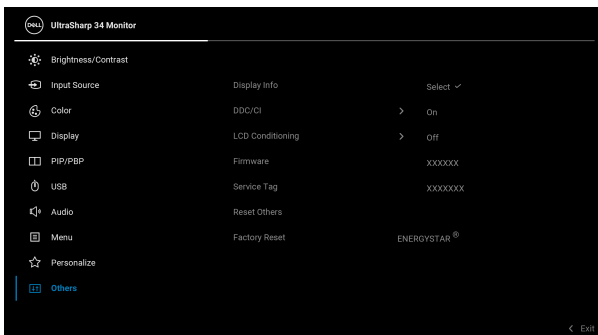 DELL UltraSharp 34 Monitor
Brightness/Contrast
Input Source Display Info Select ✓
Color DDC/CI > On
Display LCD Conditioning > Off
PIP/PBP Firmware XXXXXX
USB Service Tag XXXXXXX
Audio Reset Others
Menu Factory Reset ENERGYSTAR ®
Personalize
Others
< Exit